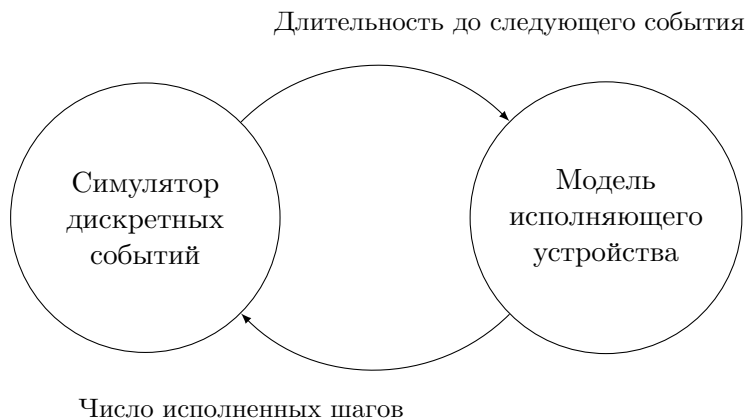 Длительность до следующего события
Симулятор
дискретных
событий
Модель
исполняющего
устройства
Число исполненных шагов